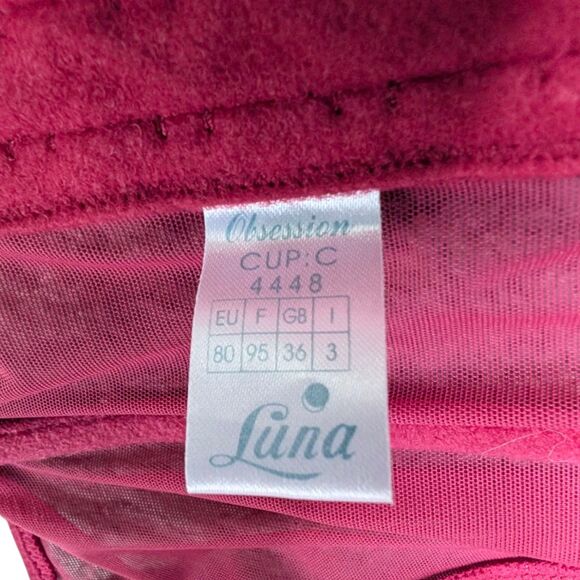 Obsession
CUP: C
4448
EU F GB I
80 95 36 3
Luna